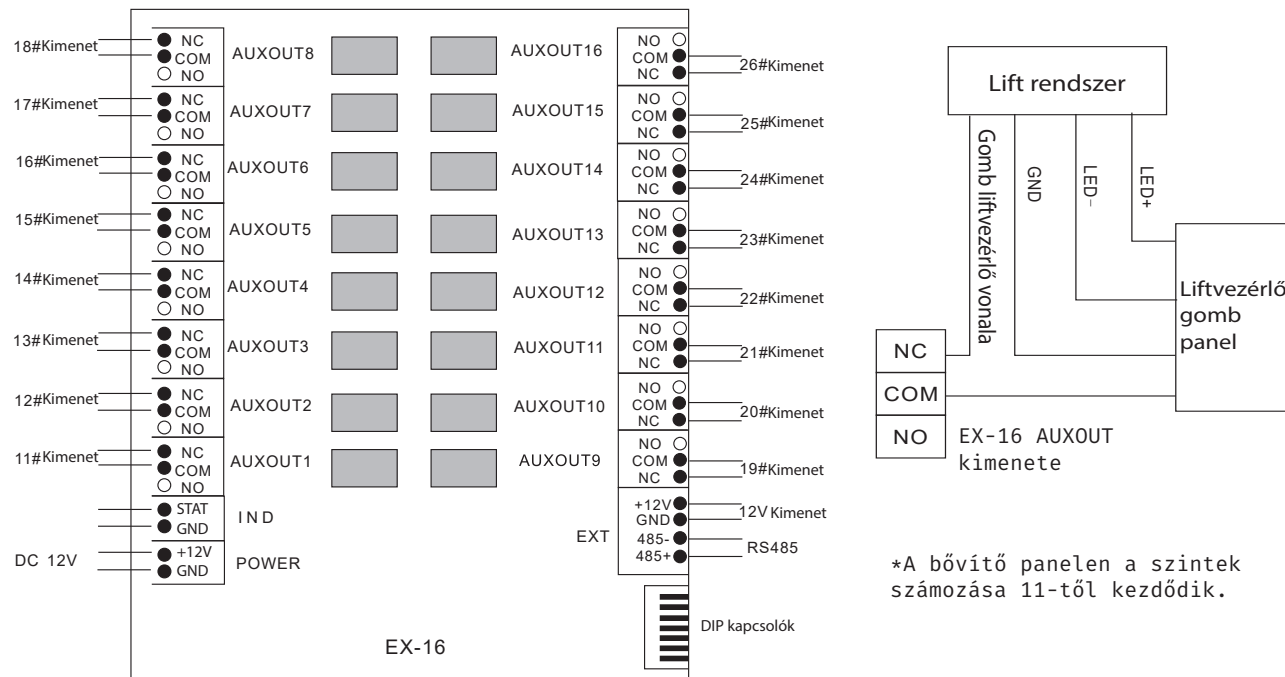 18#Kimenet
NC
COM
NO
AUXOUT8
17#Kimenet
NC
COM
NO
AUXOUT7
16#Kimenet
NC
COM
NO
AUXOUT6
15#Kimenet
NC
COM
NO
AUXOUT5
14#Kimenet
NC
COM
NO
AUXOUT4
13#Kimenet
NC
COM
NO
AUXOUT3
12#Kimenet
NC
COM
NO
AUXOUT2
11#Kimenet
NC
COM
NO
AUXOUT1
STAT
GND
IND
DC 12V
+12V
GND
POWER
AUXOUT16
NO
COM
NC
26#Kimenet
AUXOUT15
NO
COM
NC
25#Kimenet
AUXOUT14
NO
COM
NC
24#Kimenet
AUXOUT13
NO
COM
NC
23#Kimenet
AUXOUT12
NO
COM
NC
22#Kimenet
AUXOUT11
NO
COM
NC
21#Kimenet
AUXOUT10
NO
COM
NC
20#Kimenet
AUXOUT9
NO
COM
NC
19#Kimenet
EXT
+12V
GND
485-
485+
12V Kimenet
RS485
DIP kapcsolók
EX-16
Lift rendszer
Gomb liftvezérlő vonala
GND
LED-
LED+
Liftvezérlő
gomb
panel
NC
COM
NO
EX-16 AUXOUT
kimenete
*A bővítő panelen a szintek
számozása 11-től kezdődik.